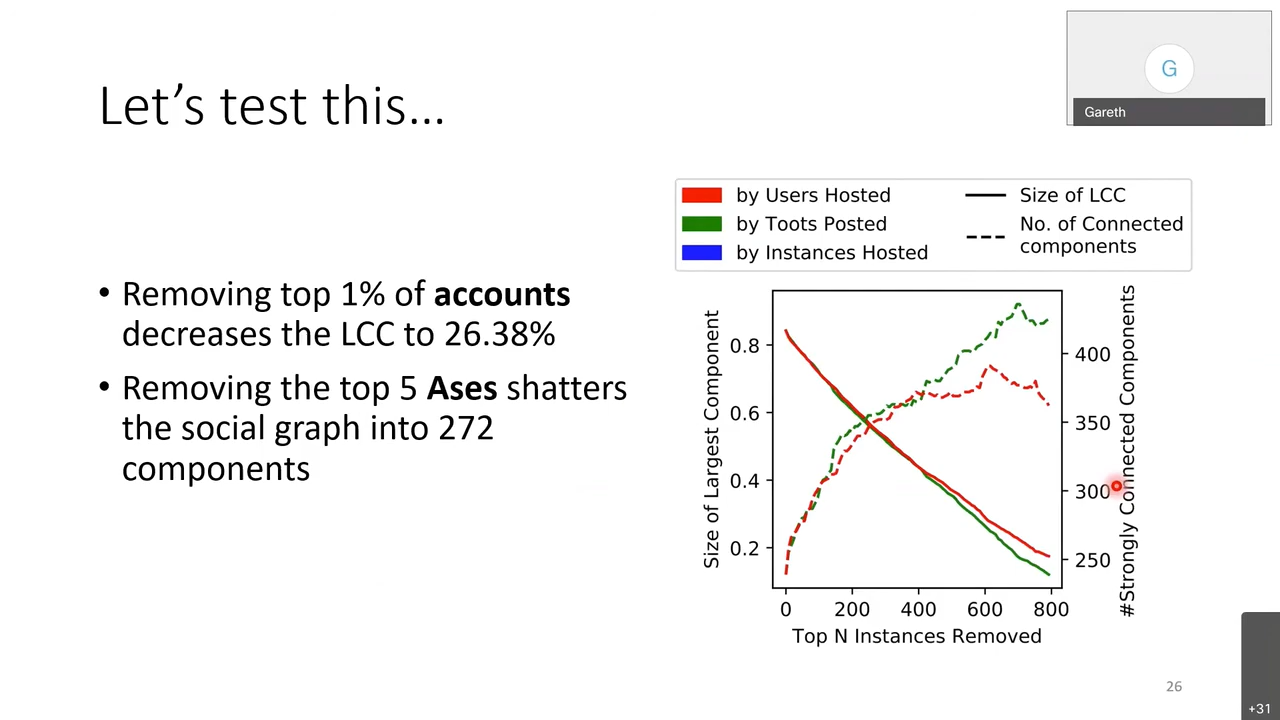 Let's test this…
G
Gareth
• Removing top 1% of accounts
decreases the LCC to 26.38%
• Removing the top 5 Ases shatters
the social graph into 272
components
by Users Hosted
by Toots Posted
by Instances Hosted
Size of LCC
No. of Connected
components
Size of Largest Component
0.8
0.6
0.4
0.2
0 200 400 600 800
Top N Instances Removed
400
350
300
250
#Strongly Connected Components
26
+31